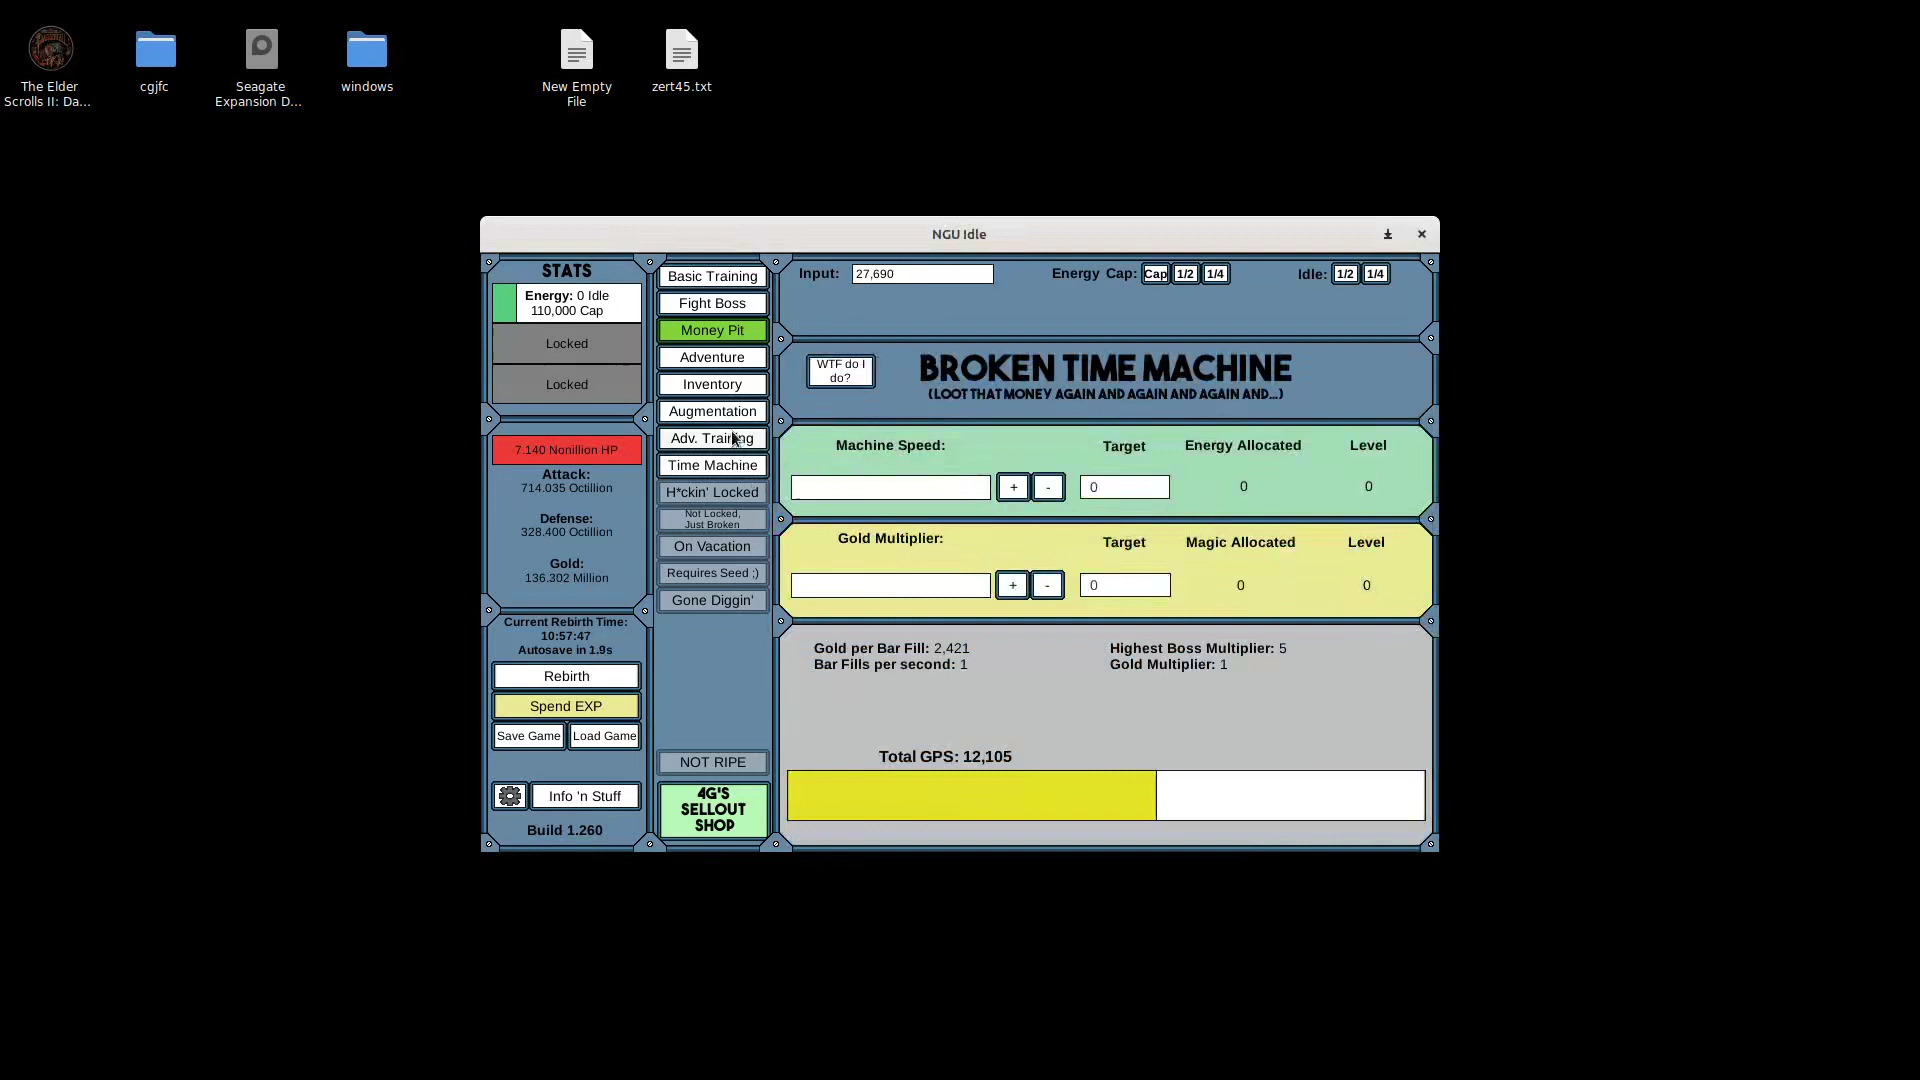 The Elder
Scrolls II: Da...
cgjfc
Seagate
Expansion D...
windows
New Empty
File
zert45.txt
NGU Idle
STATS
Energy: 0 Idle
110,000 Cap
Locked
Locked
7.140 Nonillion HP
Attack:
714.035 Octillion
Defense:
328.400 Octillion
Gold:
136.302 Million
Current Rebirth Time:
10:57:47
Autosave in 1.9s
Rebirth
Spend EXP
Save Game
Load Game
Info 'n Stuff
Build 1.260
Basic Training
Fight Boss
Money Pit
Adventure
Inventory
Augmentation
Adv. Training
Time Machine
H*ckin' Locked
Not Locked,
Just Broken
On Vacation
Requires Seed ;)
Gone Diggin'
NOT RIPE
4G'S
SELLOUT
SHOP
Input: 27,690
Energy Cap: Cap 1/2 1/4
Idle: 1/2 1/4
WTF do I
do?
BROKEN TIME MACHINE
(LOOT THAT MONEY AGAIN AND AGAIN AND AGAIN AND...)
Machine Speed: Target Energy Allocated Level
+ - 0 0 0
Gold Multiplier: Target Magic Allocated Level
+ - 0 0 0
Gold per Bar Fill: 2,421
Bar Fills per second: 1
Highest Boss Multiplier: 5
Gold Multiplier: 1
Total GPS: 12,105